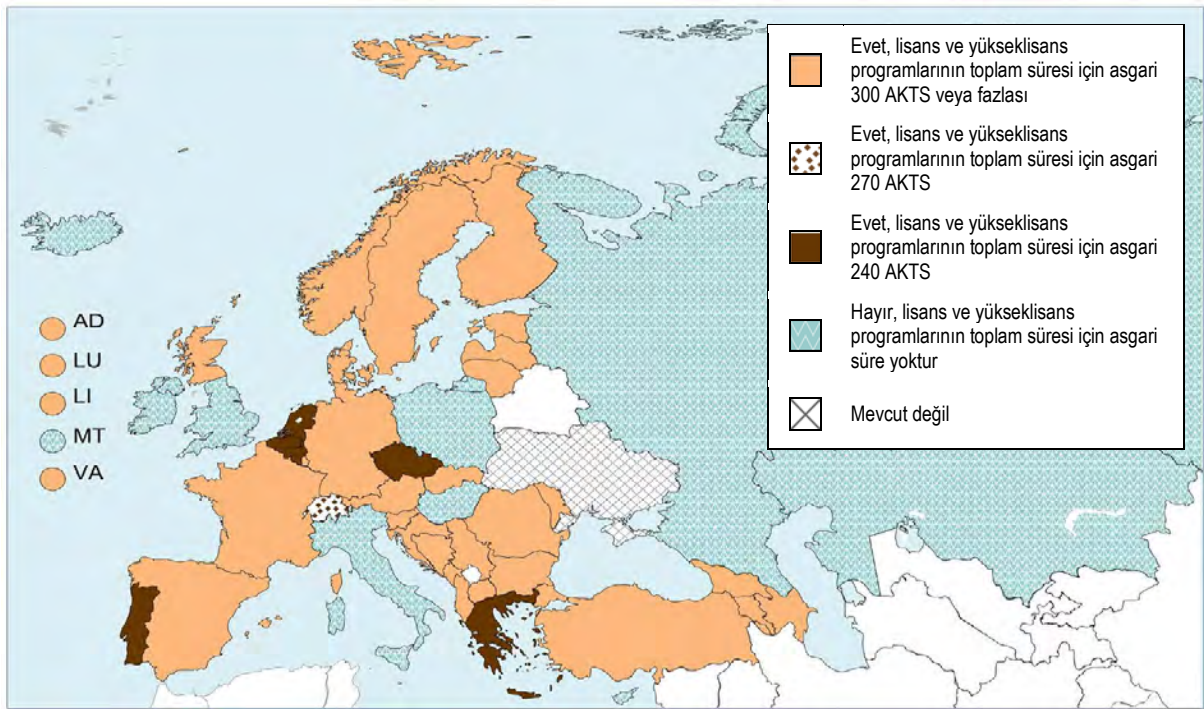 Evet, lisans ve yükseklisans
programlarının toplam süresi için asgari
300 AKTS veya fazlası
Evet, lisans ve yükseklisans
programlarının toplam süresi için asgari
270 AKTS
Evet, lisans ve yükseklisans
programlarının toplam süresi için asgari
240 AKTS
Hayır, lisans ve yükseklisans
programlarının toplam süresi için asgari
süre yoktur
Mevcut değil
AD
LU
LI
MT
VA